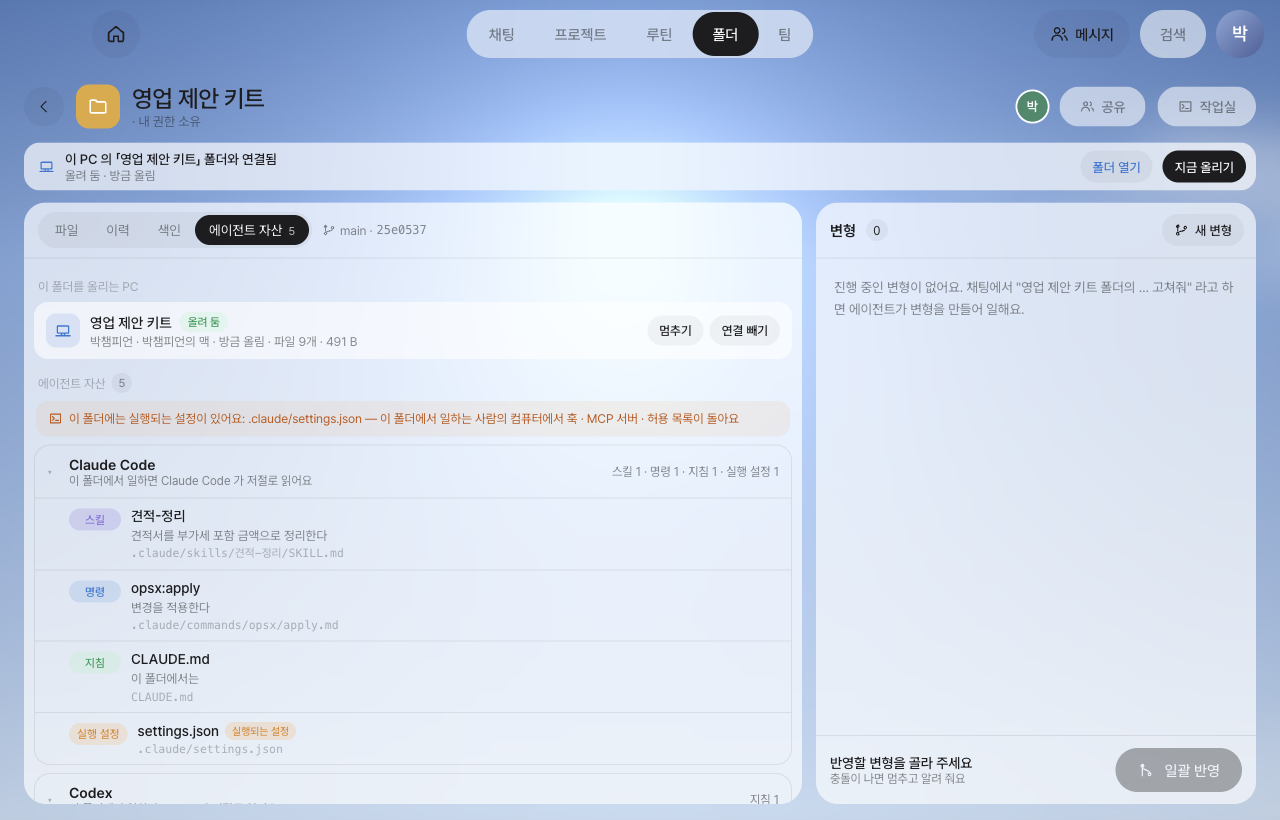 채팅
프로젝트
루틴
폴더
팀
메시지
검색
박
영업 제안 키트
· 내 권한 소유
박
공유
작업실
이 PC 의 「영업 제안 키트」 폴더와 연결됨
올려 둠 · 방금 올림
폴더 열기
지금 올리기
파일
이력
색인
에이전트 자산 5
main · 25e0537
이 폴더를 올리는 PC
영업 제안 키트 올려 둠
박챔피언 · 박챔피언의 맥 · 방금 올림 · 파일 9개 · 491 B
멈추기
연결 빼기
에이전트 자산 5
이 폴더에는 실행되는 설정이 있어요: .claude/settings.json — 이 폴더에서 일하는 사람의 컴퓨터에서 훅 · MCP 서버 · 허용 목록이 돌아요
Claude Code
이 폴더에서 일하면 Claude Code 가 저절로 읽어요
스킬 1 · 명령 1 · 지침 1 · 실행 설정 1
스킬
견적-정리
견적서를 부가세 포함 금액으로 정리한다
.claude/skills/견적-정리/SKILL.md
명령
opsx:apply
변경을 적용한다
.claude/commands/opsx/apply.md
지침
CLAUDE.md
이 폴더에서는
CLAUDE.md
실행 설정
settings.json 실행되는 설정
.claude/settings.json
Codex
지침 1
변형 0
새 변형
진행 중인 변형이 없어요. 채팅에서 "영업 제안 키트 폴더의 … 고쳐줘" 라고 하
면 에이전트가 변형을 만들어 일해요.
반영할 변형을 골라 주세요
충돌이 나면 멈추고 알려 줘요
일괄 반영